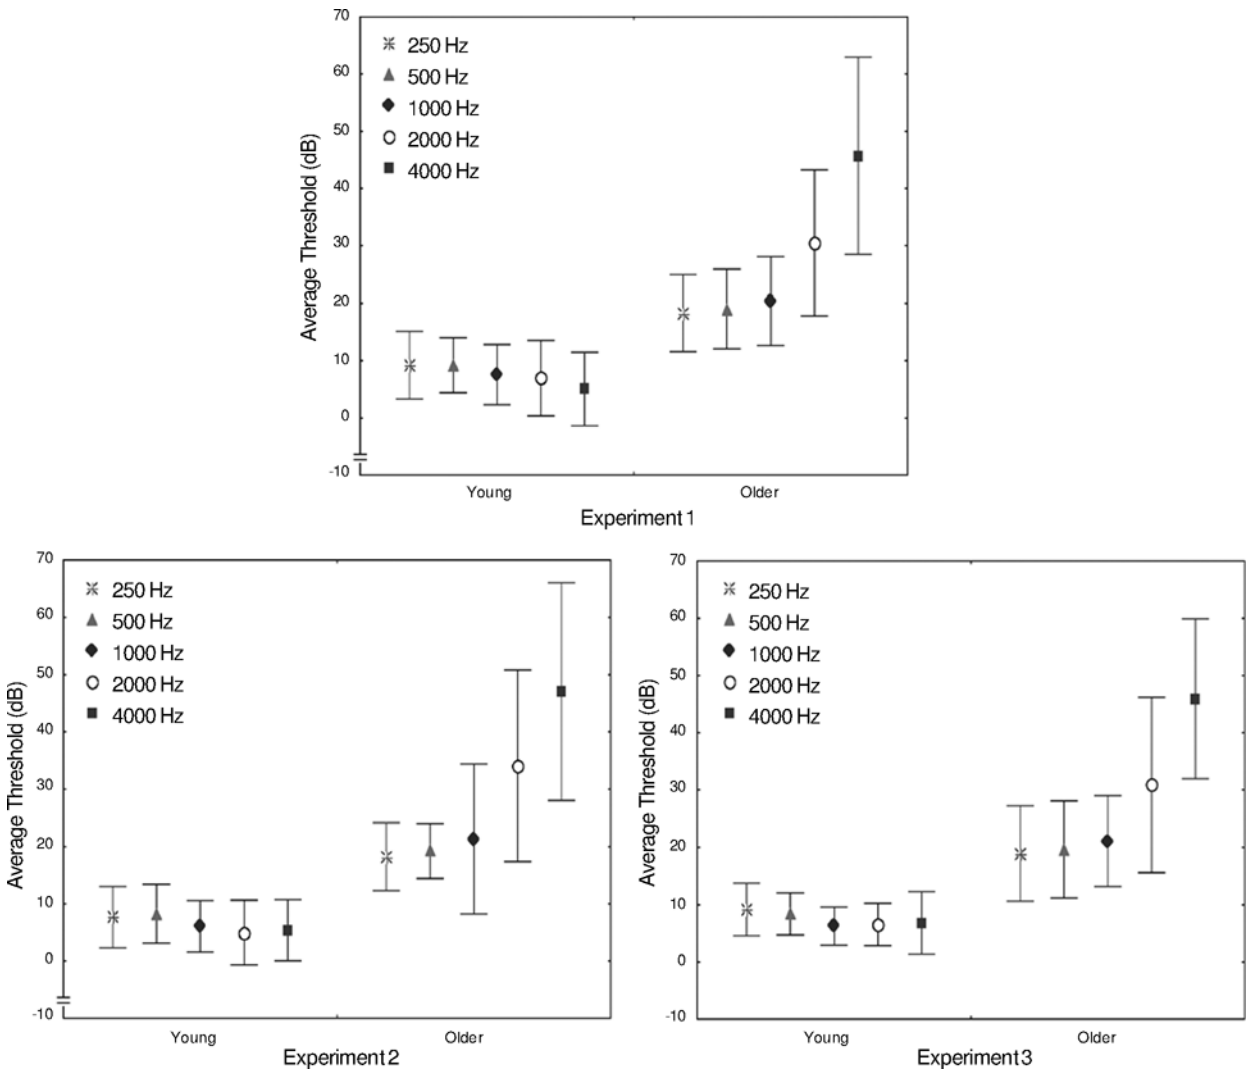 70
60
50
40
30
20
10
0
-10
Average Threshold (dB)
250 Hz
500 Hz
1000 Hz
2000 Hz
4000 Hz
Young
Older
Experiment 1
70
60
50
40
30
20
10
0
-10
Average Threshold (dB)
250 Hz
500 Hz
1000 Hz
2000 Hz
4000 Hz
Young
Older
Experiment 2
70
60
50
40
30
20
10
0
-10
Average Threshold (dB)
250 Hz
500 Hz
1000 Hz
2000 Hz
4000 Hz
Young
Older
Experiment 3